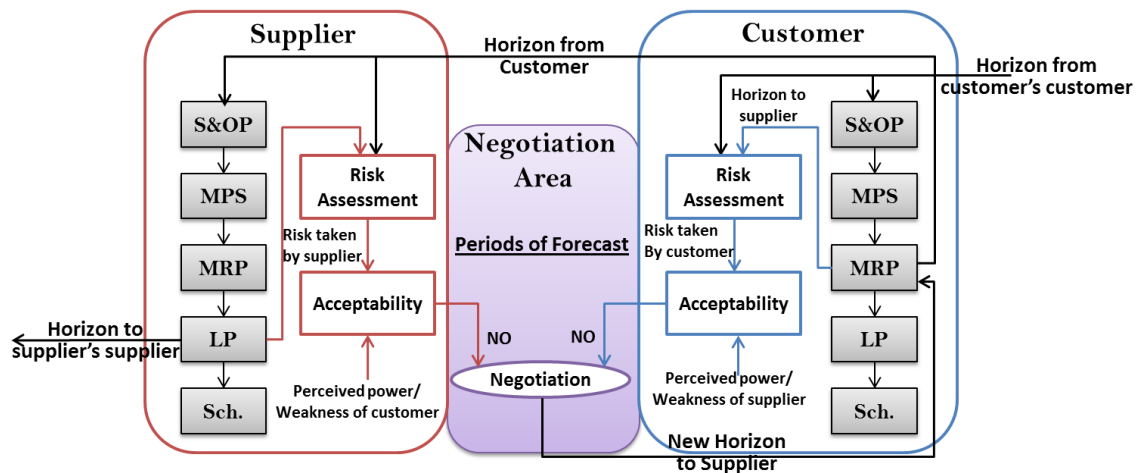 Supplier
Customer
Horizon from
Customer
Horizon from
customer's customer
S&OP
MPS
MRP
LP
Sch.
Horizon to
supplier's supplier
Risk
Assessment
Risk taken
by supplier
Acceptability
NO
Perceived power/
Weakness of customer
Negotiation
Area
Periods of Forecast
Negotiation
Horizon to
supplier
Risk
Assessment
Risk taken
By customer
Acceptability
NO
Perceived power/
Weakness of supplier
S&OP
MPS
MRP
LP
Sch.
New Horizon
to Supplier